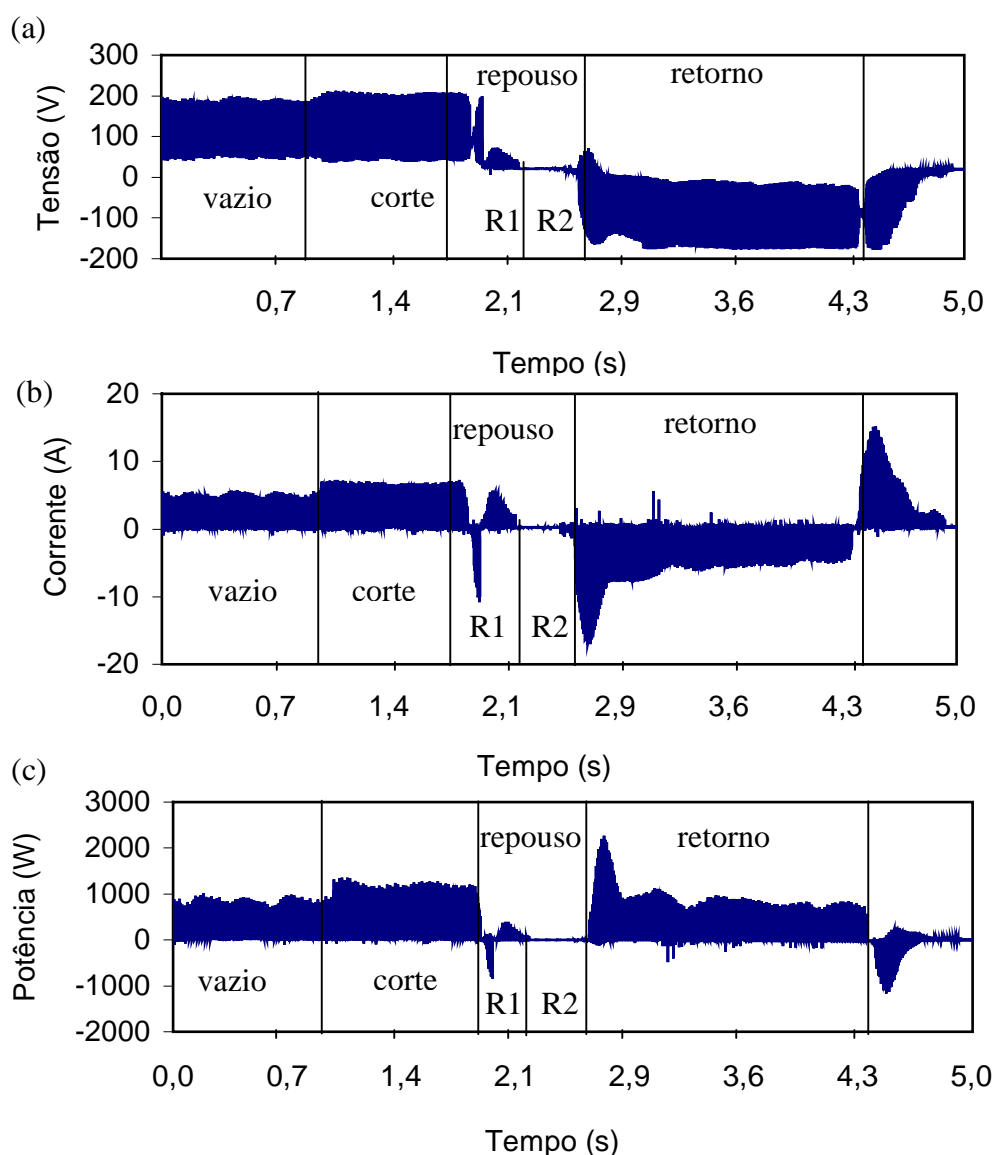 (a)
300
200
100
0
-100
-200
Tensão (V)
repouso
retorno
vazio
corte
R1
R2
0,7
1,4
2,1
2,9
3,6
4,3
5,0
Tempo (s)
(b)
20
10
0
-10
-20
Corrente (A)
repouso
retorno
vazio
corte
R1
R2
0,0
0,7
1,4
2,1
2,9
3,6
4,3
5,0
Tempo (s)
(c)
3000
2000
1000
0
-1000
-2000
Potência (W)
repouso
retorno
vazio
corte
R1
R2
0,0
0,7
1,4
2,1
2,9
3,6
4,3
5,0
Tempo (s)